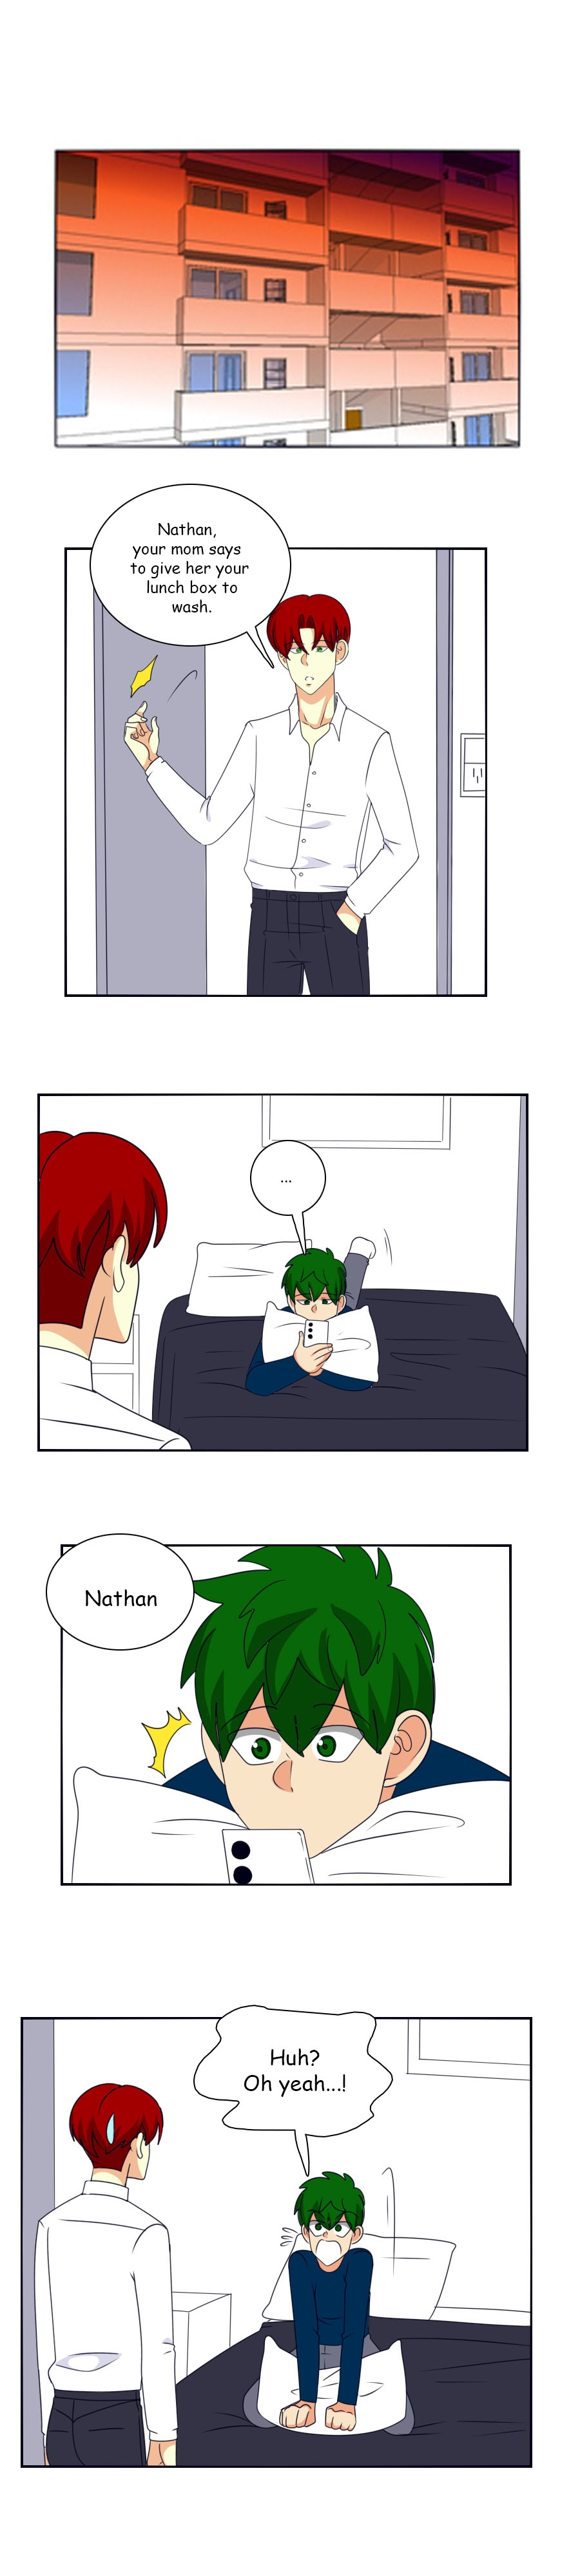 Nathan,
your mom says
to give her your
lunch box to
wash.
...
Nathan
Huh?
Oh yeah...!